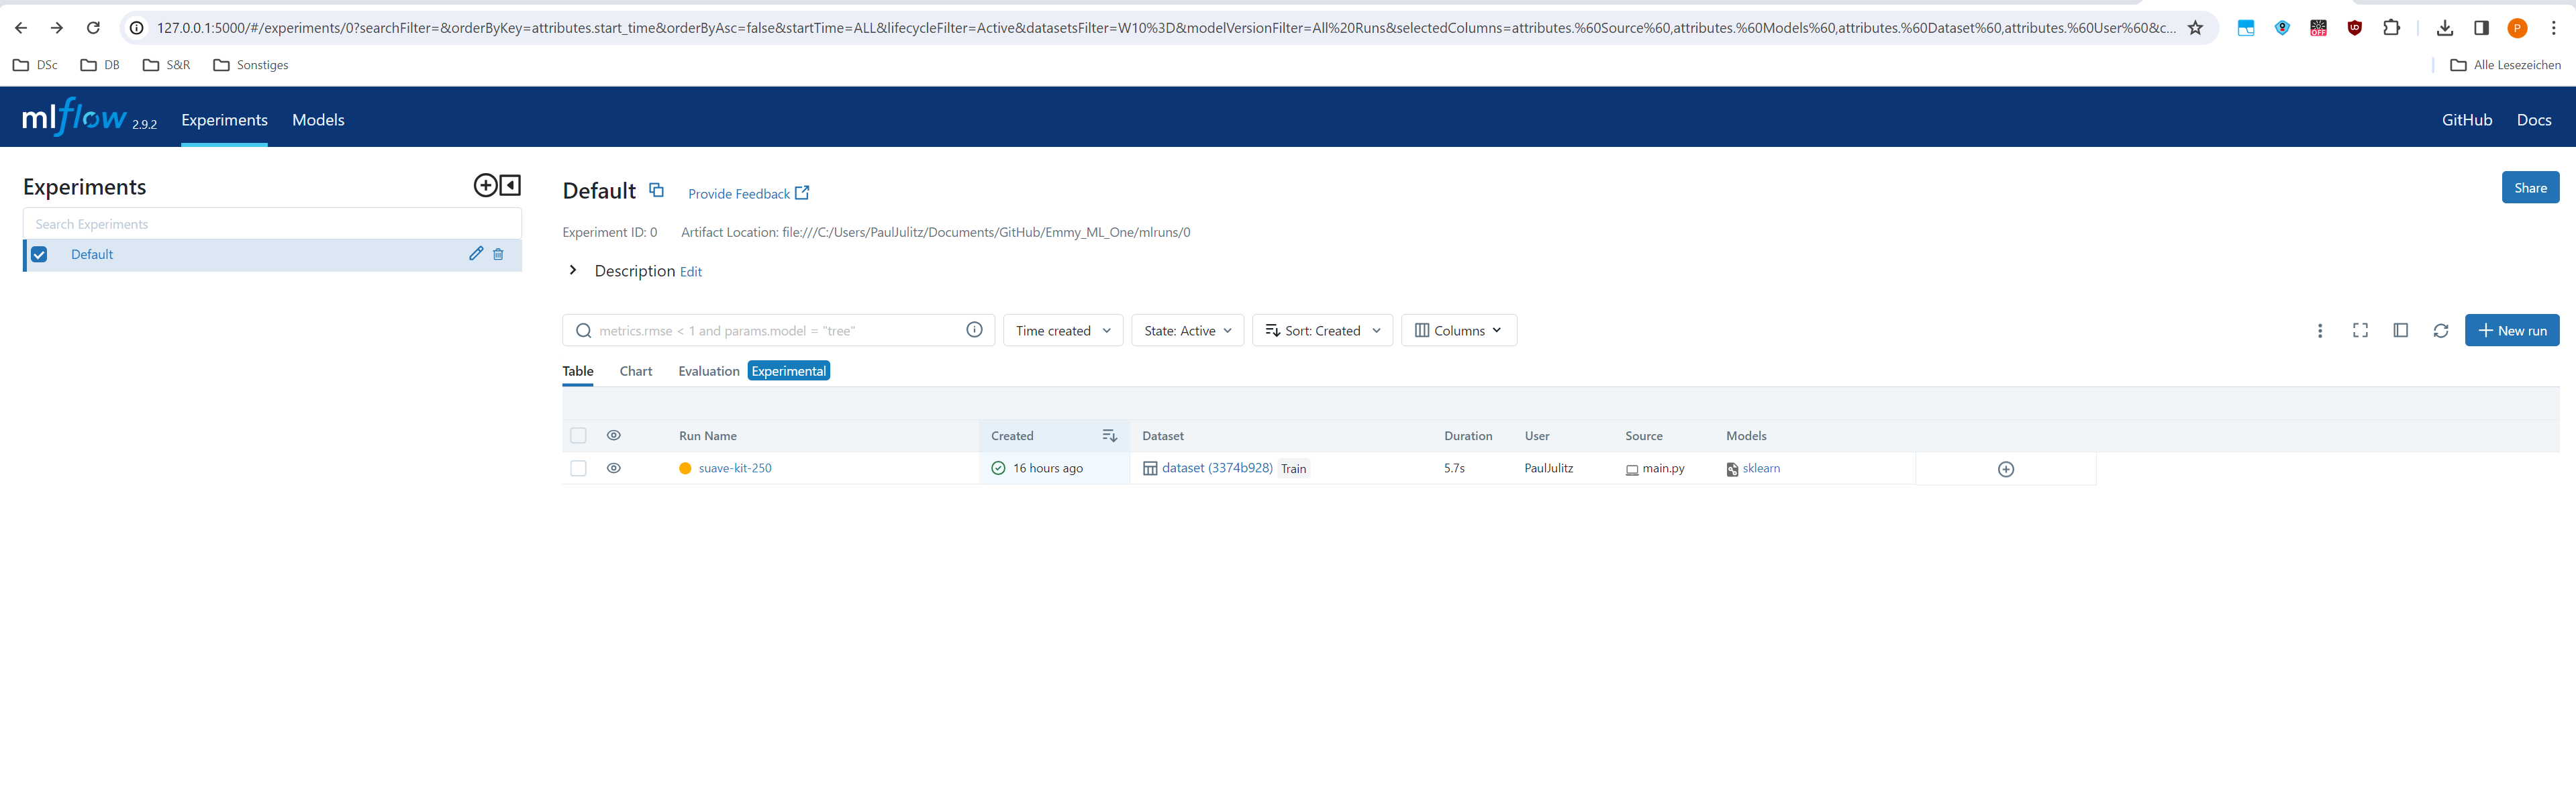 127.0.0.1:5000/#/experiments/0?searchFilter=&orderByKey=attributes.start_time&orderByAsc=false&startTime=ALL&lifecycleFilter=Active&datasetsFilter=W10%3D&modelVersionFilter=All%20Runs&selectedColumns=attributes.%60Source%60,attributes.%60Models%60,attributes.%60Dataset%60,attributes.%60User%60&c...
OFF
P
DSc DB S&R Sonstiges Alle Lesezeichen
mlflow 2.9.2 Experiments Models GitHub Docs
Experiments
Search Experiments
Default
Default Provide Feedback Share
Experiment ID: 0 Artifact Location: file:///C:/Users/PaulJulitz/Documents/GitHub/Emmy_ML_One/mlruns/0
Description Edit
metrics.rmse < 1 and params.model = "tree" Time created State: Active Sort: Created Columns New run
Table Chart Evaluation Experimental
Run Name Created Dataset Duration User Source Models
suave-kit-250 16 hours ago dataset (3374b928) Train 5.7s PaulJulitz main.py sklearn